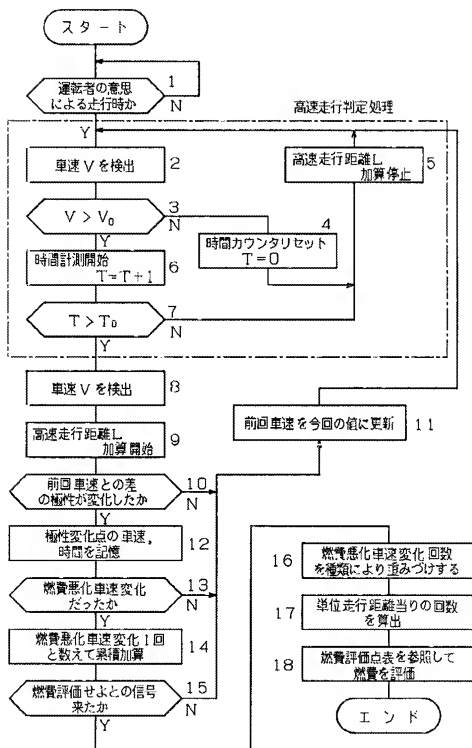 スタート
運転者の意思
による走行時か
1
N
Y
高速走行判定処理
車速Vを検出
2
高速走行距離L
加算停止
5
V>V₀
3
N
Y
4
時間カウンタリセット
T=0
時間計測開始
T=T+1
6
T>T₀
7
N
Y
車速Vを検出
8
高速走行距離L
加算開始
9
前回車速を今回の値に更新
11
前回車速との差
の極性が変化したか
10
N
Y
極性変化点の車速,
時間を記憶
12
燃費悪化車速変化
だったか
13
N
Y
燃費悪化車速変化1回
と数えて累積加算
14
燃費評価せよとの信号
来たか
15
N
Y
16
燃費悪化車速変化回数
を種類により重みづけする
17
単位走行距離当りの回数
を算出
18
燃費評価点表を参照して
燃費を評価
エンド